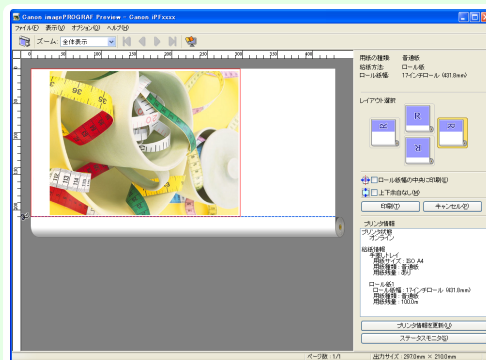 Canon imagePROGRAF Preview - Canon iPFxxxx
ファイル(F) 表示(V) オプション(O) ヘルプ(H)
ズーム: 全体表示
0 50 100 150 200 250 300 350 400
用紙の種類: 普通紙
給紙方法: ロール紙
ロール紙幅: 17インチロール (431.8mm)
レイアウト選択
ロール紙幅の中央に印刷(L)
上下余白なし(M)
印刷(T) キャンセル(Z)
プリンタ情報
プリンタ状態
オンライン
給紙情報
手差しトレイ
用紙サイズ : ISO A4
用紙種類 : 普通紙
用紙残量 : あり
ロール紙1
ロール紙幅 : 17インチロール (431.8mm)
用紙種類 : 普通紙
用紙残量 : 100.0m
プリンタ情報を更新(U)
ステータスモニタ(S)
ページ数 : 1/1 出力サイズ : 297.0mm × 210.0mm